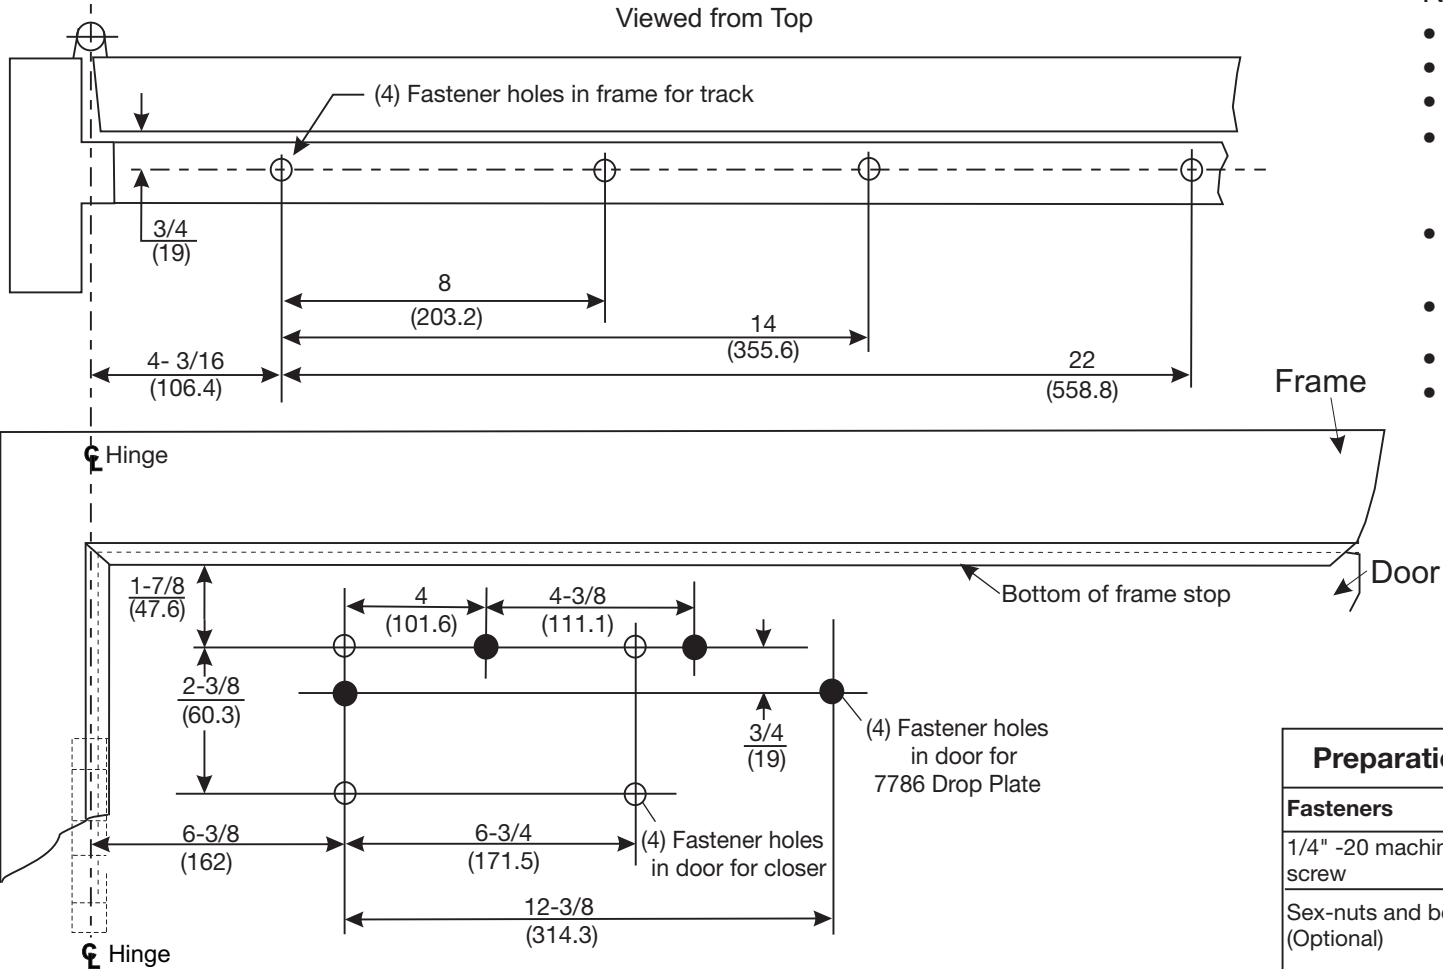 Viewed from Top
(4) Fastener holes in frame for track
3/4
(19)
8
(203.2)
14
(355.6)
4- 3/16
(106.4)
22
(558.8)
Frame
℄ Hinge
1-7/8
(47.6)
4
(101.6)
4-3/8
(111.1)
Bottom of frame stop
Door
2-3/8
(60.3)
3/4
(19)
(4) Fastener holes
in door for
7786 Drop Plate
6-3/8
(162)
6-3/4
(171.5)
(4) Fastener holes
in door for closer
12-3/8
(314.3)
℄ Hinge
Preparatio
Fasteners
1/4" -20 machin
screw
Sex-nuts and bo
(Optional)